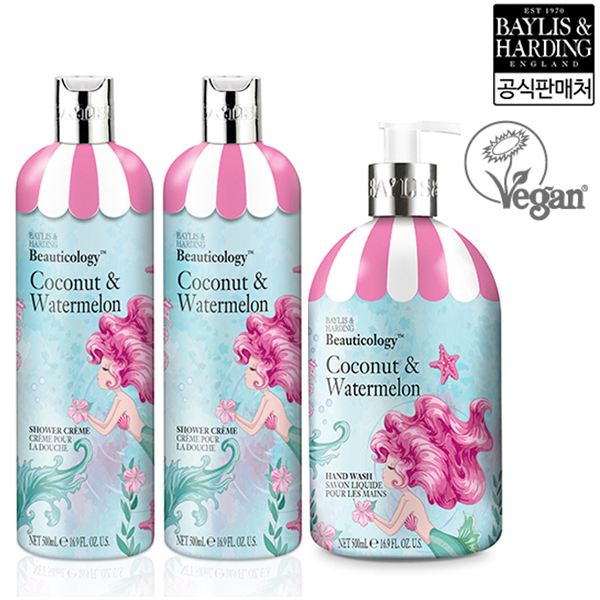 EST 1970
BAYLIS &
HARDING
ENGLAND
공식판매처
Vegan
BAYLIS &
HARDING
Beauticology™
Coconut &
Watermelon
SHOWER CRÈME
CRÈME POUR
LA DOUCHE
NET 500mL ℮ 16.9 FL. OZ. U.S.
BAYLIS &
HARDING
Beauticology™
Coconut &
Watermelon
SHOWER CRÈME
CRÈME POUR
LA DOUCHE
NET 500mL ℮ 16.9 FL. OZ. U.S.
BAYLIS &
HARDING
Beauticology™
Coconut &
Watermelon
HAND WASH
SAVON LIQUIDE
POUR LES MAINS
NET 500mL ℮ 16.9 FL. OZ. U.S.